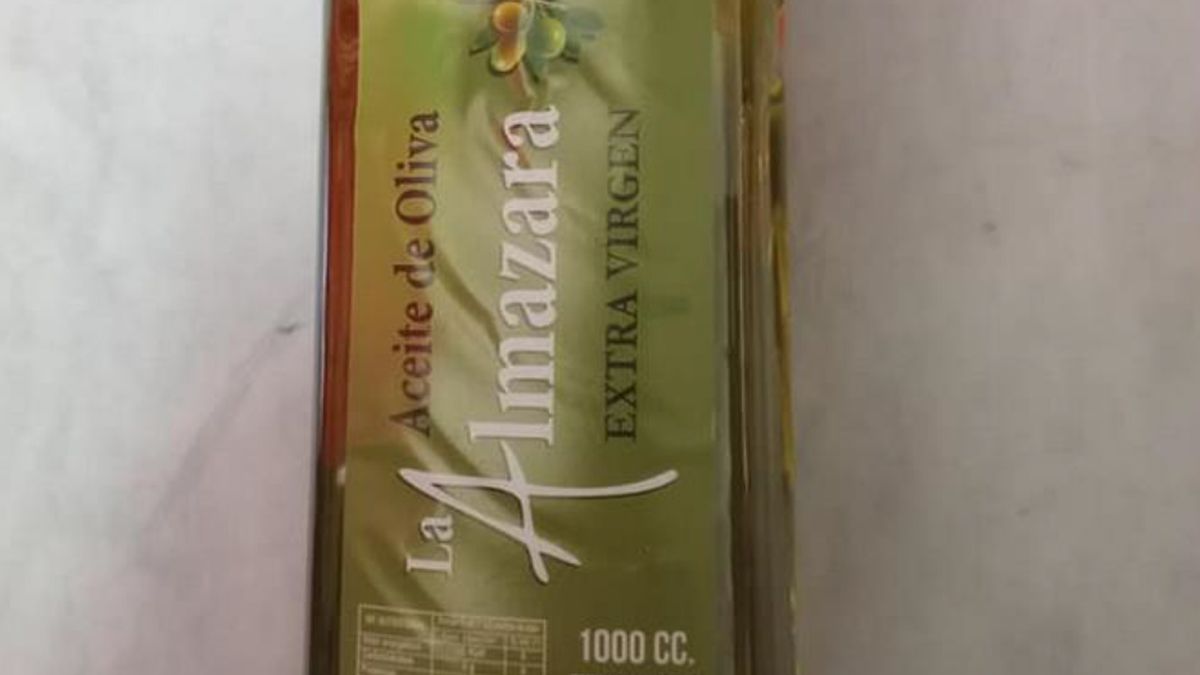 Aceite de Oliva
La Almazara
EXTRA VIRGEN
1000 CC.